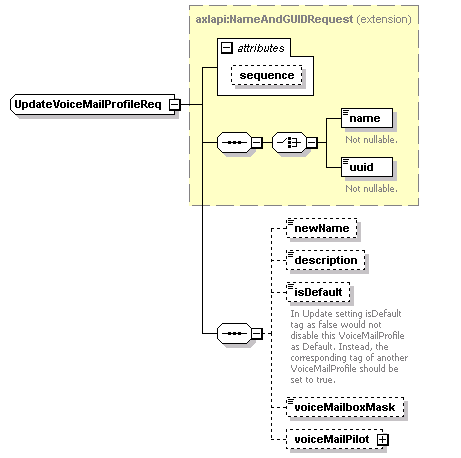 axlapi:NameAndGUIDRequest (extension)
attributes
sequence
UpdateVoiceMailProfileReq
name
Not nullable.
uuid
Not nullable.
newName
description
isDefault
In Update setting isDefault
tag as false would not
disable this VoiceMailProfile
as Default. Instead, the
corresponding tag of another
VoiceMailProfile should be
set to true.
voiceMailboxMask
voiceMailPilot